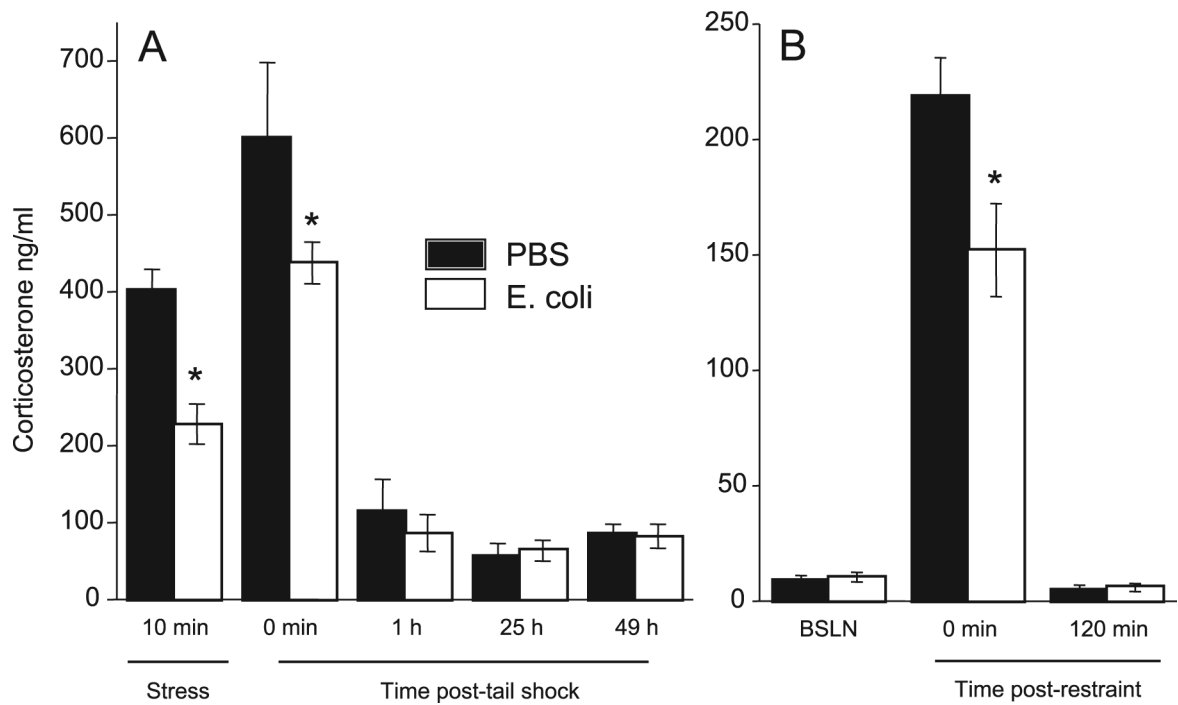 A
B
Corticosterone ng/ml
700
600
500
400
300
200
100
0
*
*
PBS
E. coli
10 min
0 min
1 h
25 h
49 h
Stress
Time post-tail shock
250
200
150
100
50
0
*
BSLN
0 min
120 min
Time post-restraint